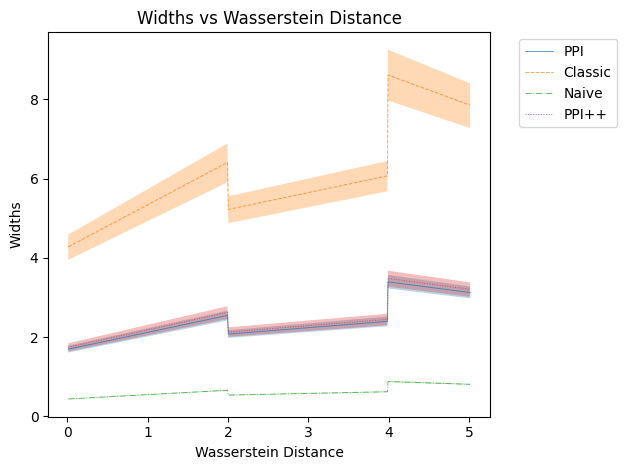 Widths vs Wasserstein Distance
PPI
Classic
Naive
PPI++
Widths
8
6
4
2
0
0 1 2 3 4 5
Wasserstein Distance